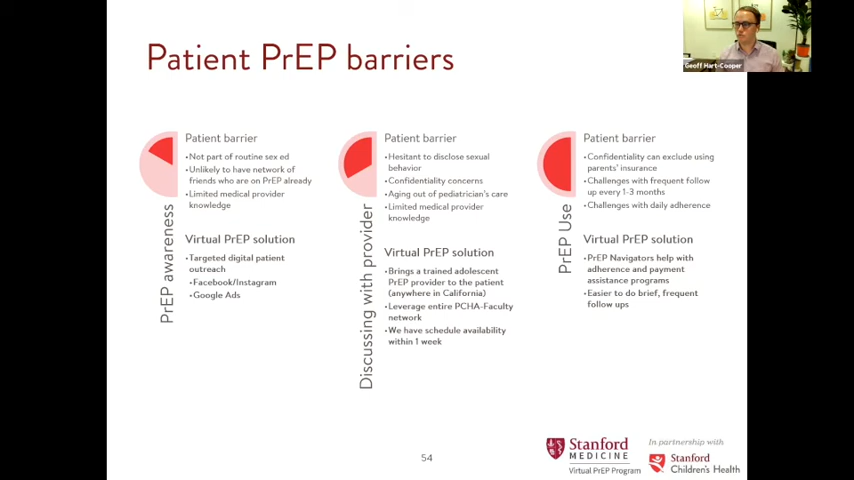 Patient PrEP barriers
Geoff Hart-Cooper
PrEP awareness
Patient barrier
•Not part of routine sex ed
•Unlikely to have network of
friends who are on PrEP already
•Limited medical provider
knowledge
Virtual PrEP solution
•Targeted digital patient
outreach
•Facebook/Instagram
•Google Ads
Discussing with provider
Patient barrier
•Hesitant to disclose sexual
behavior
•Confidentiality concerns
•Aging out of pediatrician's care
•Limited medical provider
knowledge
Virtual PrEP solution
•Brings a trained adolescent
PrEP provider to the patient
(anywhere in California)
•Leverage entire PCHA-Faculty
network
•We have schedule availability
within 1 week
PrEP Use
Patient barrier
•Confidentiality can exclude using
parents' insurance
•Challenges with frequent follow
up every 1-3 months
•Challenges with daily adherence
Virtual PrEP solution
•PrEP Navigators help with
adherence and payment
assistance programs
•Easier to do brief, frequent
follow ups
54
Stanford
MEDICINE
Virtual PrEP Program
In partnership with
Stanford
Children's Health